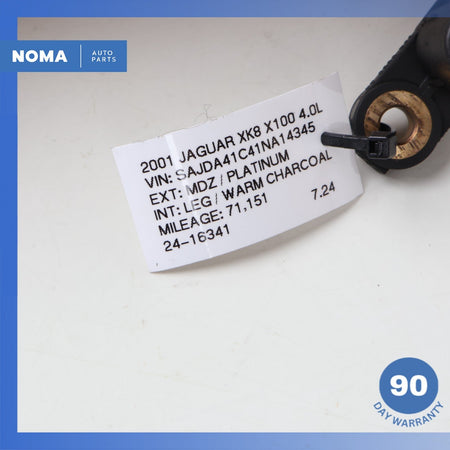 NOMA
AUTO
PARTS
2001 JAGUAR XK8 X100 4.0L
VIN: SAJDA41C41NA14345
EXT: MDZ / PLATINUM
INT: LEG / WARM CHARCOAL
MILEAGE: 71,151 7.24
24-16341
90
DAY WARRANTY